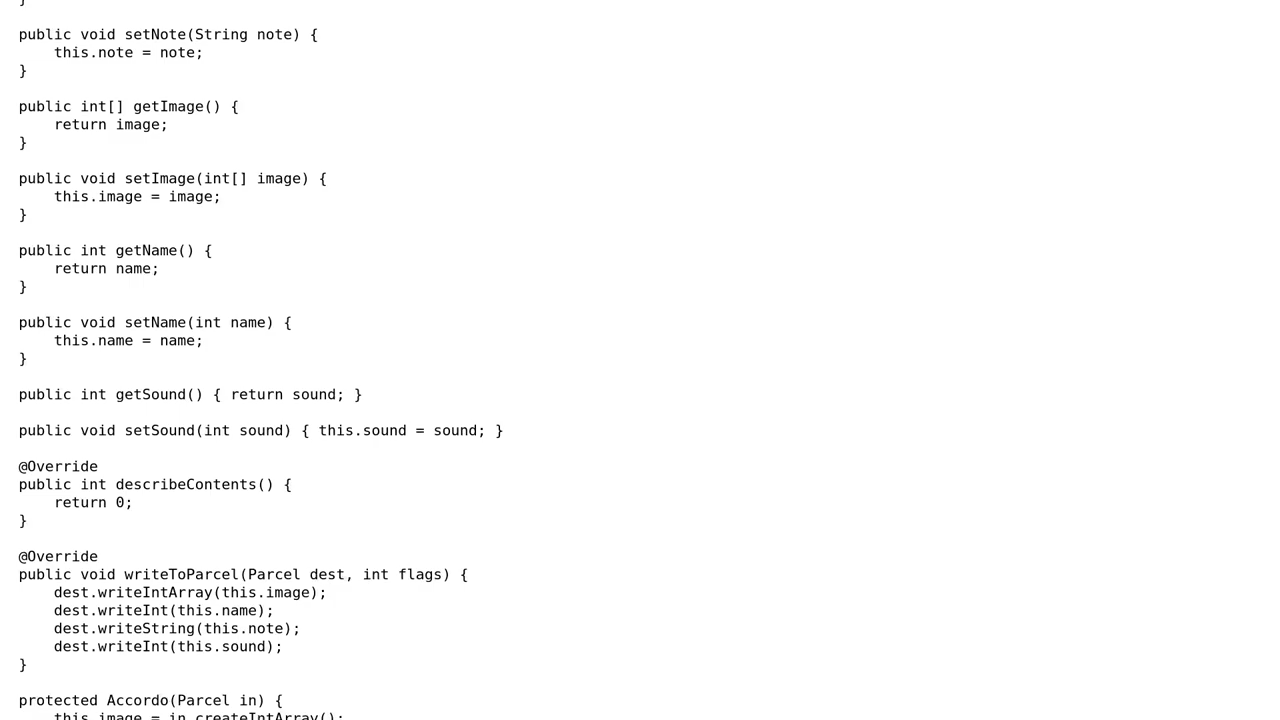 }
public void setNote(String note) {
    this.note = note;
}
public int[] getImage() {
    return image;
}
public void setImage(int[] image) {
    this.image = image;
}
public int getName() {
    return name;
}
public void setName(int name) {
    this.name = name;
}
public int getSound() { return sound; }
public void setSound(int sound) { this.sound = sound; }
@Override
public int describeContents() {
    return 0;
}
@Override
public void writeToParcel(Parcel dest, int flags) {
    dest.writeIntArray(this.image);
    dest.writeInt(this.name);
    dest.writeString(this.note);
    dest.writeInt(this.sound);
}
protected Accordo(Parcel in) {
    this.image = in.createIntArray();